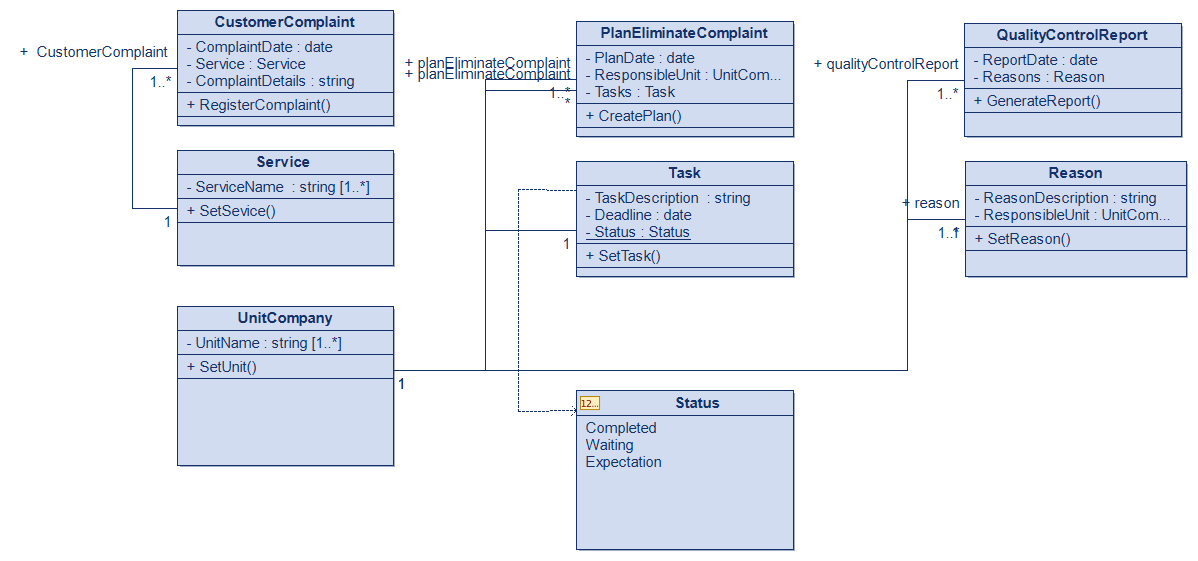 CustomerComplaint
- ComplaintDate : date
- Service : Service
- ComplaintDetails : string
+ RegisterComplaint()
+ CustomerComplaint
1..*
Service
- ServiceName : string [1..*]
+ SetSevice()
1
UnitCompany
- UnitName : string [1..*]
+ SetUnit()
1
PlanEliminateComplaint
- PlanDate : date
- ResponsibleUnit : UnitCom...
- Tasks : Task
+ CreatePlan()
+ planEliminateComplaint
+ planEliminateComplaint
1..*
*
Task
- TaskDescription : string
- Deadline : date
- Status : Status
+ SetTask()
1
Status
12...
Completed
Waiting
Expectation
QualityControlReport
- ReportDate : date
- Reasons : Reason
+ GenerateReport()
+ qualityControlReport
1..*
Reason
- ReasonDescription : string
- ResponsibleUnit : UnitCom...
+ SetReason()
+ reason